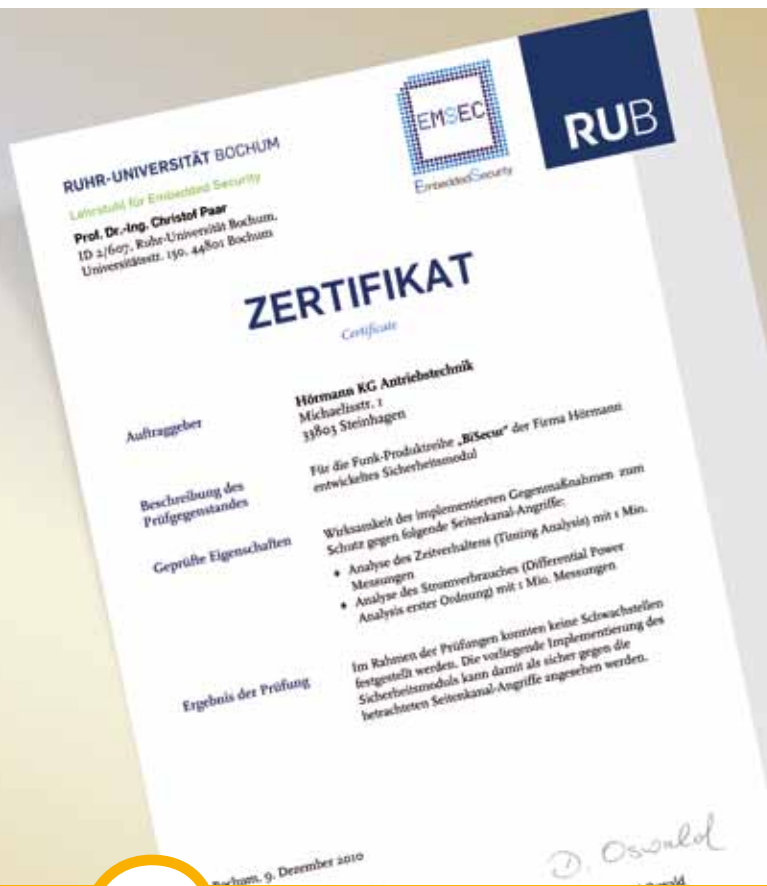 EMSEC
EmbeddedSecurity
RUB
RUHR-UNIVERSITÄT BOCHUM
Lehrstuhl für Embedded Security
Prof. Dr.-Ing. Christof Paar
ID 2/607, Ruhr-Universität Bochum,
Universitätsstr. 150, 44801 Bochum
ZERTIFIKAT
Certificate
Auftraggeber
Hörmann KG Antriebstechnik
Michaelisstr. 1
33803 Steinhagen
Beschreibung des
Prüfgegenstandes
Für die Funk-Produktreihe „BiSecur" der Firma Hörmann
entwickeltes Sicherheitsmodul
Geprüfte Eigenschaften
Wirksamkeit der implementierten Gegenmaßnahmen zum
Schutz gegen folgende Seitenkanal-Angriffe:
• Analyse des Zeitverhaltens (Timing Analysis) mit 1 Mio.
Messungen
• Analyse des Stromverbrauches (Differential Power
Analysis erster Ordnung) mit 1 Mio. Messungen
Ergebnis der Prüfung
Im Rahmen der Prüfungen konnten keine Schwachstellen
festgestellt werden. Die vorliegende Implementierung des
Sicherheitsmoduls kann damit als sicher gegen die
betrachteten Seitenkanal-Angriffe angesehen werden.
Bochum, 9. Dezember 2010
D. Oswald